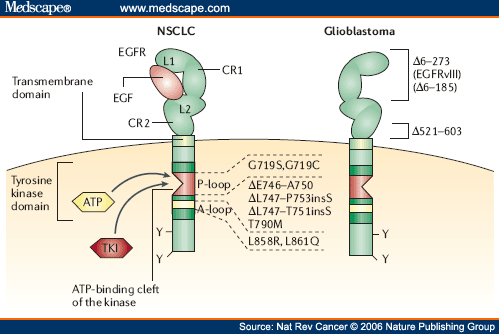 Medscape® www.medscape.com
NSCLC
Glioblastoma
EGFR
L1
CR1
Δ6–273
(EGFRvIII)
(Δ6–185)
Transmembrane
domain
EGF
L2
CR2
Δ521–603
Tyrosine
kinase
domain
G719S,G719C
P-loop
ΔE746–A750
ΔL747–P753insS
ΔL747–T751insS
T790M
ATP
A-loop
L858R, L861Q
TKI
Y
Y
Y
Y
ATP-binding cleft
of the kinase
Source: Nat Rev Cancer © 2006 Nature Publishing Group